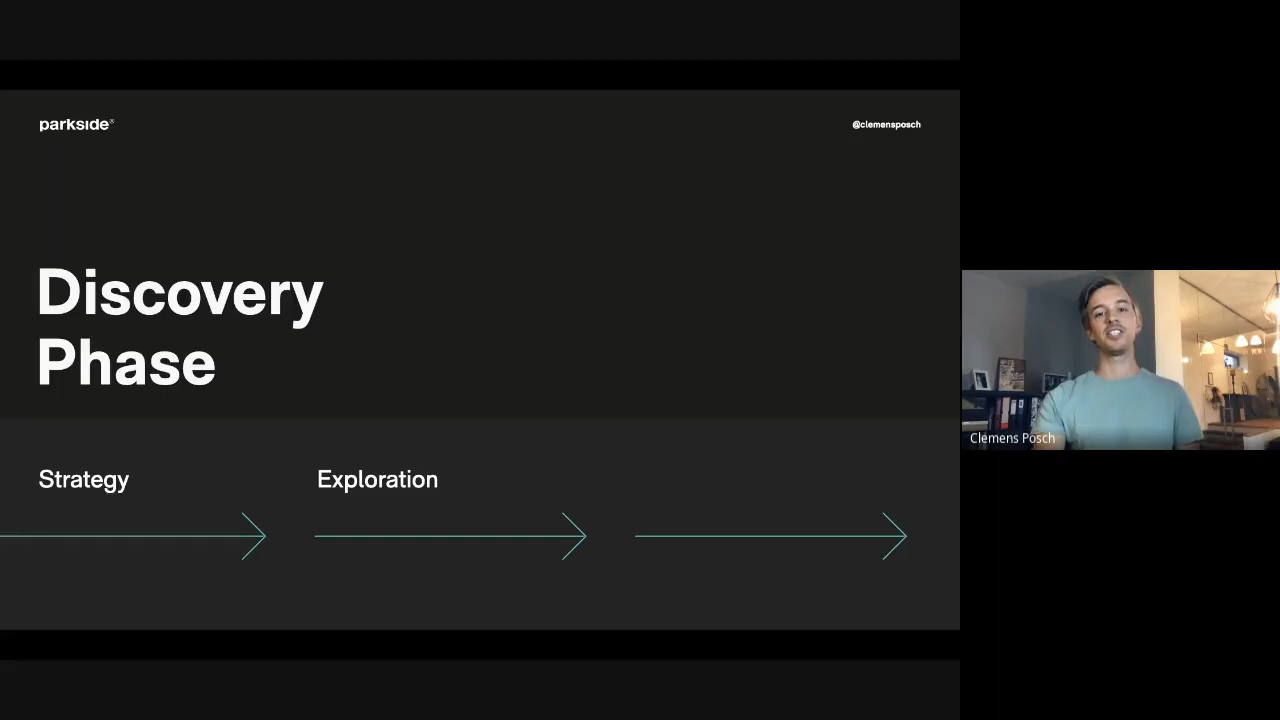 parkside®
@clemensposch
Discovery
Phase
Strategy
Exploration
Clemens Posch